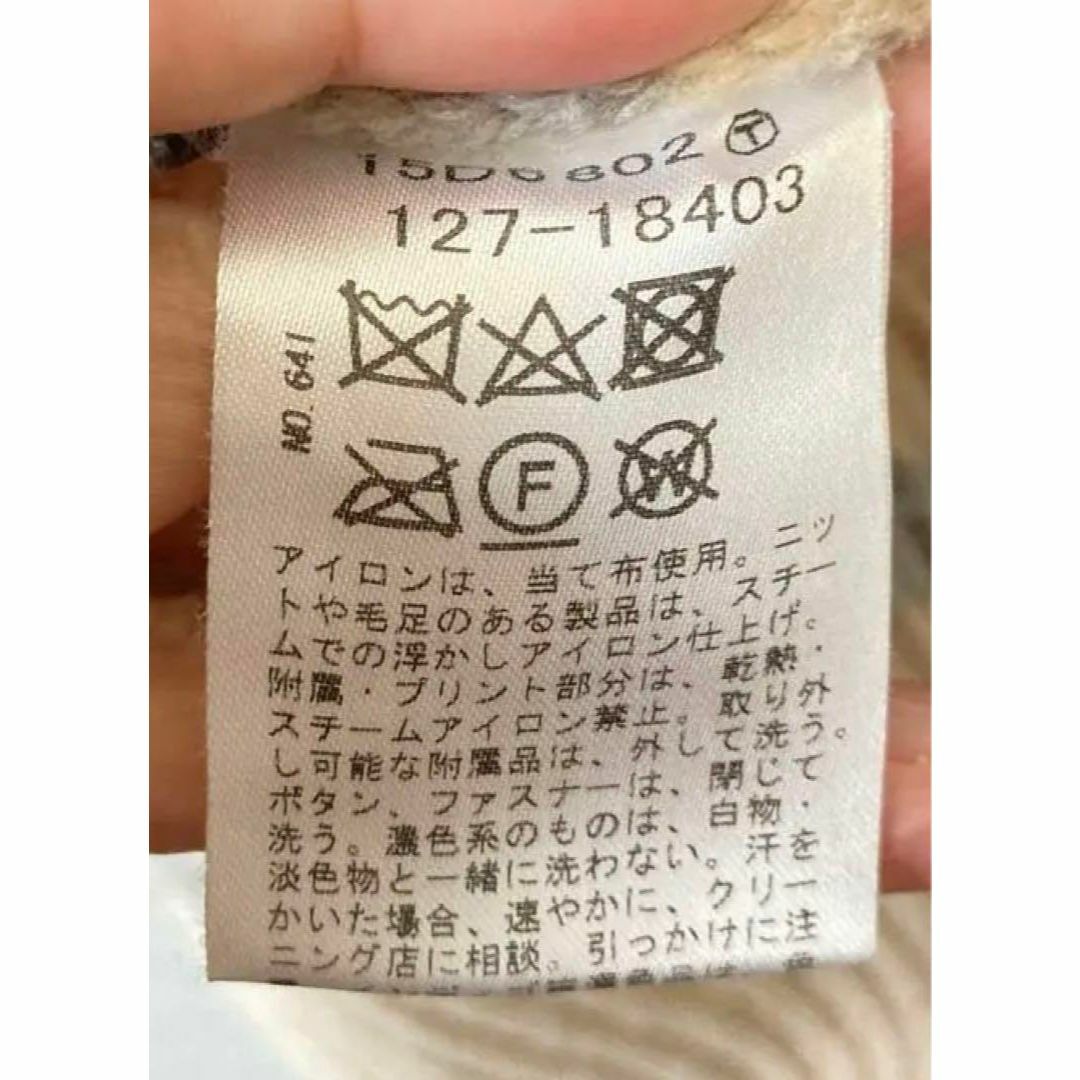 15D6802 Ⓣ
127-18403
NO. 641
F
W
アイロンは、当て布使用。ニッ
トや毛足のある製品は、スチー
ムでの浮かしアイロン仕上げ。
附属・プリント部分は、乾熱・
スチームアイロン禁止。取り外
し可能な附属品は、外して洗う。
ボタン、ファスナーは、閉じて
洗う。濃色系のものは、白物・
淡色物と一緒に洗わない。汗を
かいた場合、速やかに、クリー
ニング店に相談。引っかけに注